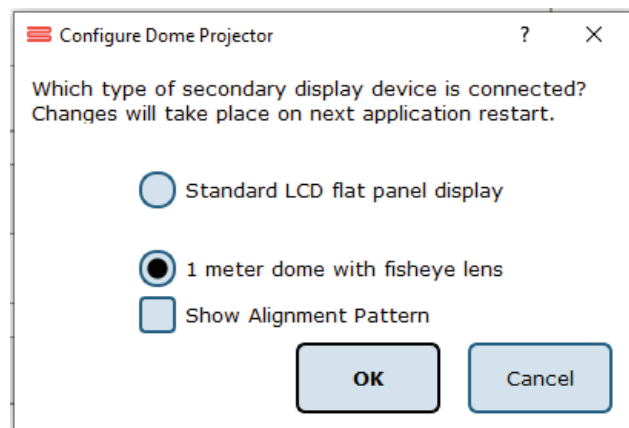 Configure Dome Projector
?
Which type of secondary display device is connected?
Changes will take place on next application restart.
Standard LCD flat panel display
1 meter dome with fisheye lens
Show Alignment Pattern
OK
Cancel